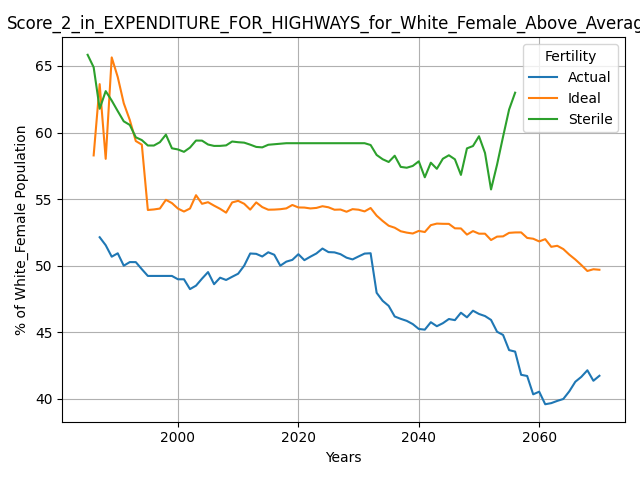 Score_2_in_EXPENDITURE_FOR_HIGHWAYS_for_White_Female_Above_Averag
Fertility
Actual
Ideal
Sterile
% of White_Female Population
65
60
55
50
45
40
2000 2020 2040 2060
Years